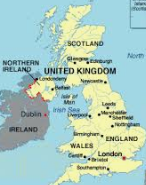 SCOTLAND
Glasgow
Edinburgh
North
NORTHERN
IRELAND
UNITED KINGDOM
Londonderry
Newcastle
Belfast
Isle of
Man
Irish Sea
Dublin
Leeds
Manchester
Liverpool
Sheffield
IRELAND
Nottingham
Birmingham
ENGLAND
WALES
Cardiff
London
Bristol
Southampton